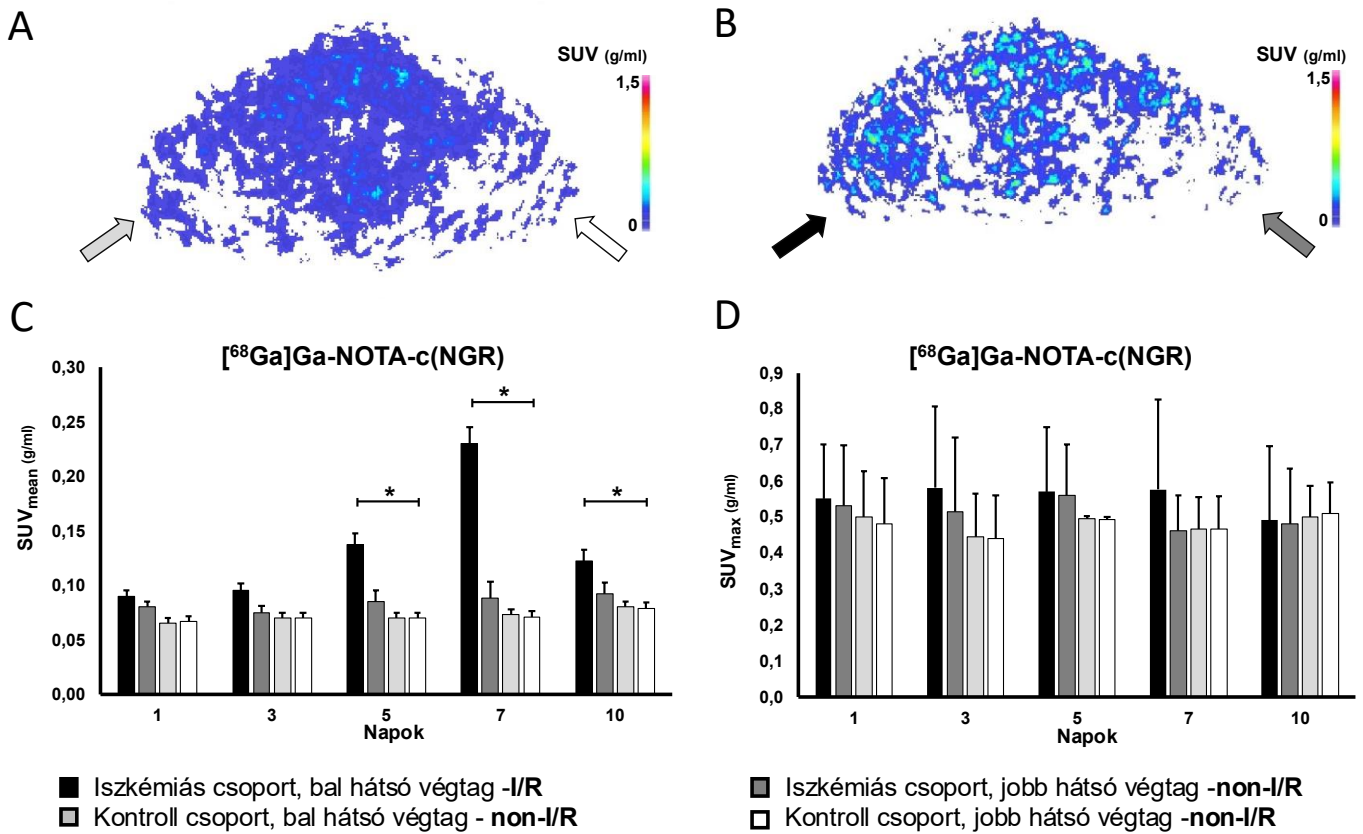 A
SUV (g/ml)
1,5
0
B
SUV (g/ml)
1,5
0
C
[⁶⁸Ga]Ga-NOTA-c(NGR)
0,30
0,25
0,20
0,15
0,10
0,05
0,00
SUVmean (g/ml)
*
*
*
1 3 5 7 10
Napok
D
[⁶⁸Ga]Ga-NOTA-c(NGR)
0,9
0,8
0,7
0,6
0,5
0,4
0,3
0,2
0,1
0,0
SUVmax (g/ml)
1 3 5 7 10
Napok
Iszkémiás csoport, bal hátsó végtag -I/R
Kontroll csoport, bal hátsó végtag - non-I/R
Iszkémiás csoport, jobb hátsó végtag -non-I/R
Kontroll csoport, jobb hátsó végtag -non-I/R